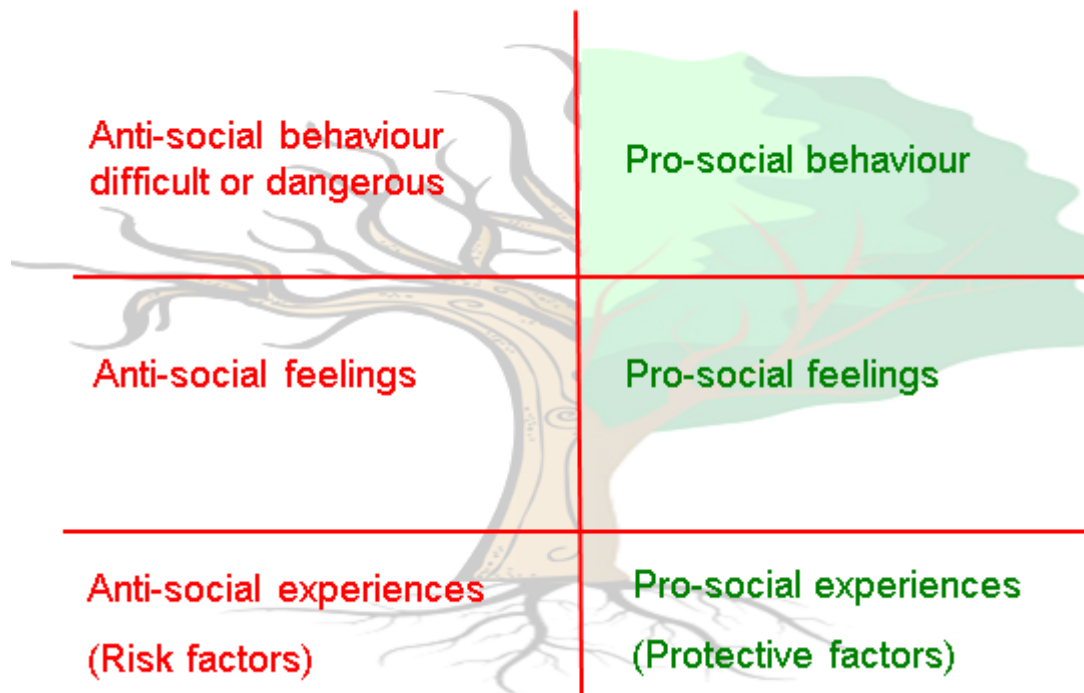 Anti-social behaviour
difficult or dangerous
Pro-social behaviour
Anti-social feelings
Pro-social feelings
Anti-social experiences
(Risk factors)
Pro-social experiences
(Protective factors)